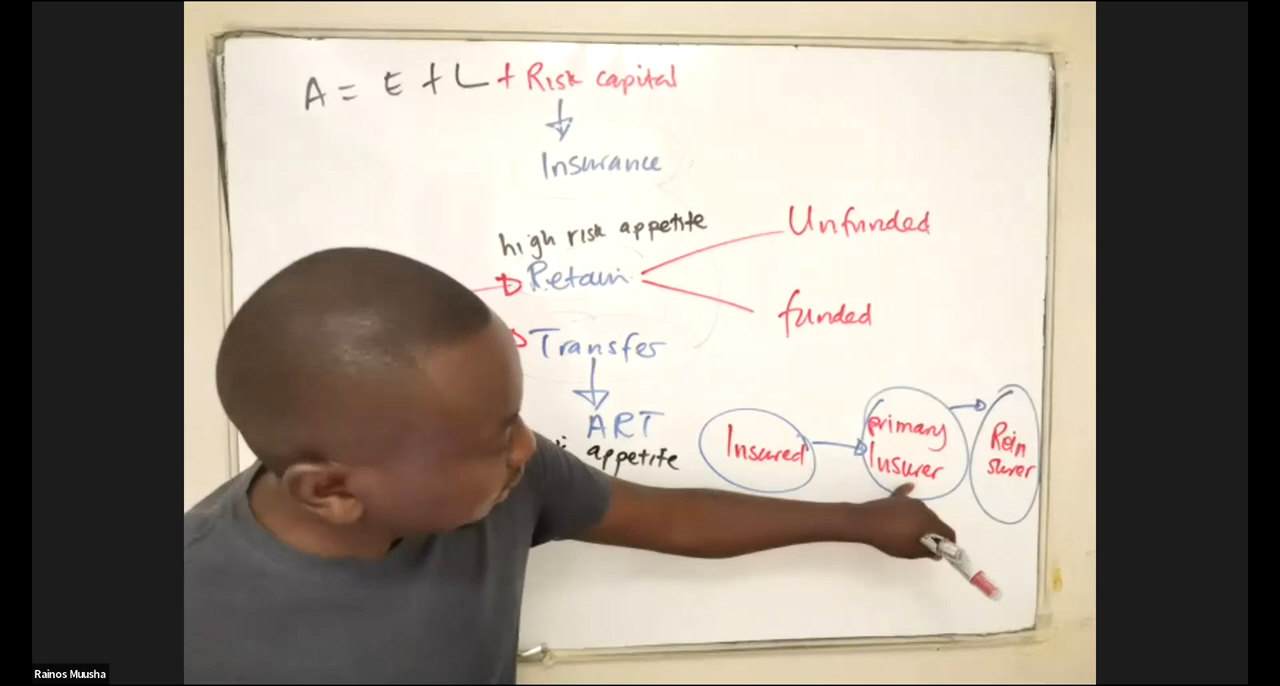 A = E + L + Risk capital
Insurance
high risk appetite
Retain
Unfunded
funded
Transfer
ART
appetite
Insured
primary
Insurer
Rein
surer
Rainos Muusha